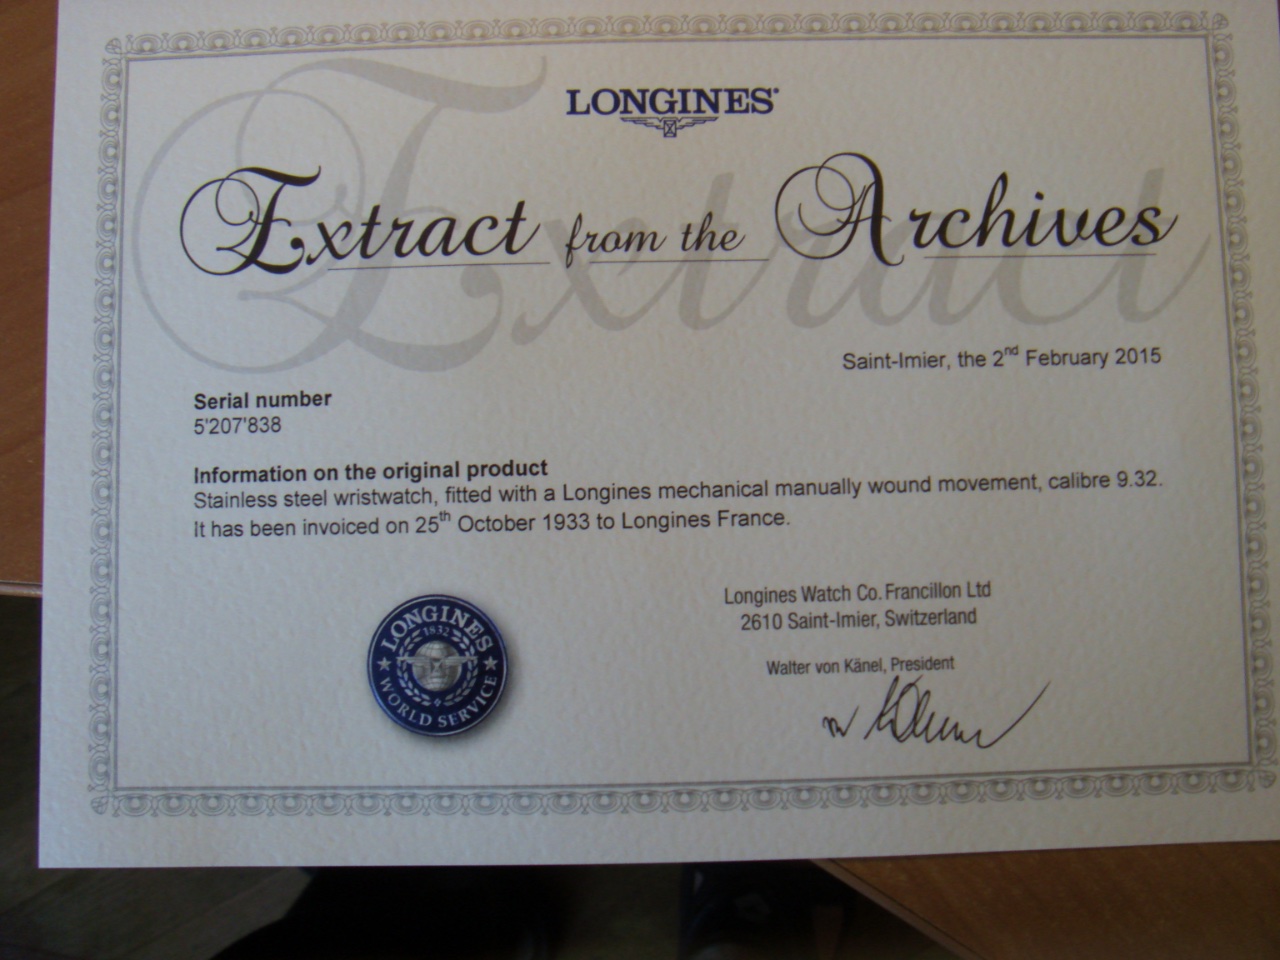 LONGINES
Extract from the Archives
Extract
Saint-Imier, the 2nd February 2015
Serial number
5'207'838
Information on the original product
Stainless steel wristwatch, fitted with a Longines mechanical manually wound movement, calibre 9.32.
It has been invoiced on 25th October 1933 to Longines France.
Longines Watch Co. Francillon Ltd
2610 Saint-Imier, Switzerland
Walter von Känel, President
LONGINES
1832
WORLD SERVICE